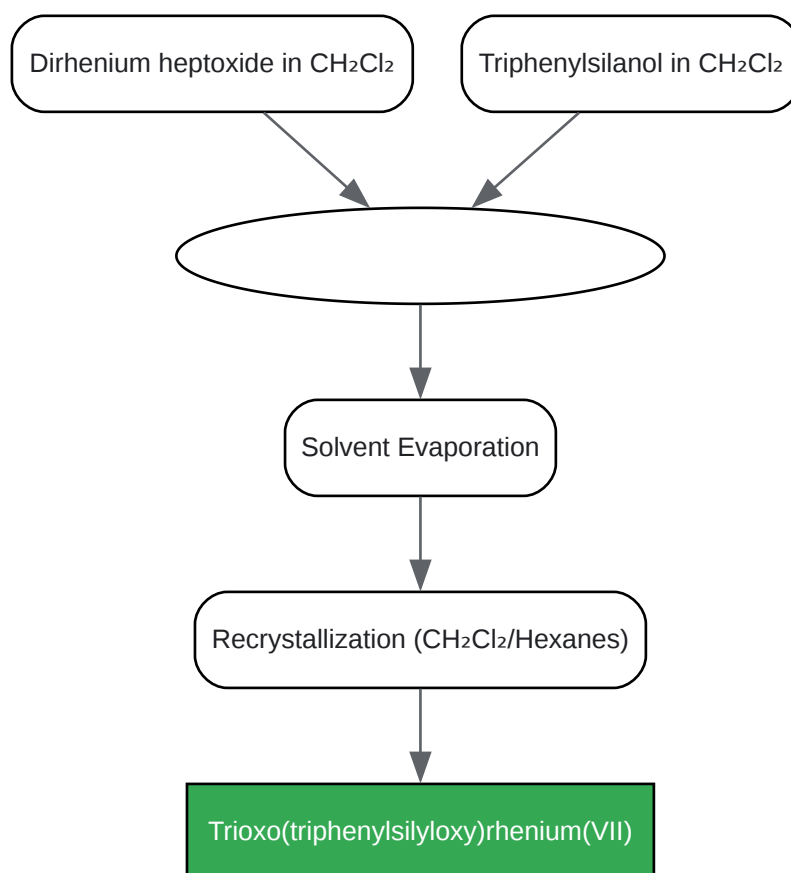 Dirhenium heptoxide in CH₂Cl₂
Triphenylsilanol in CH₂Cl₂
Solvent Evaporation
Recrystallization (CH₂Cl₂/Hexanes)
Trioxo(triphenylsilyloxy)rhenium(VII)